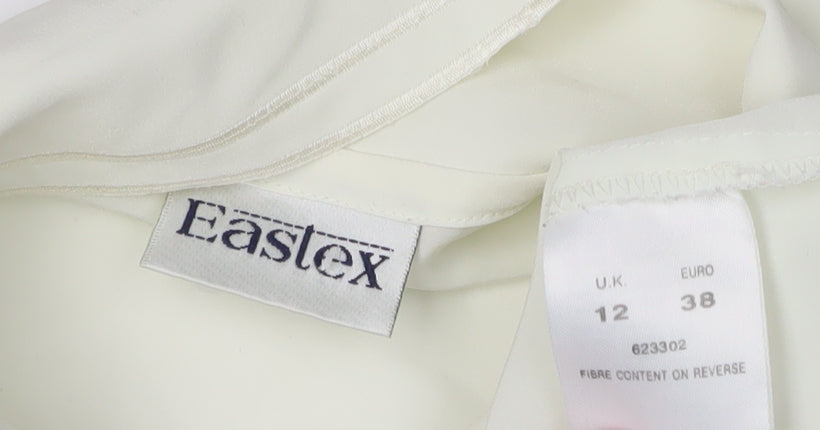 Eastex
U.K. EURO
12 38
623302
FIBRE CONTENT ON REVERSE